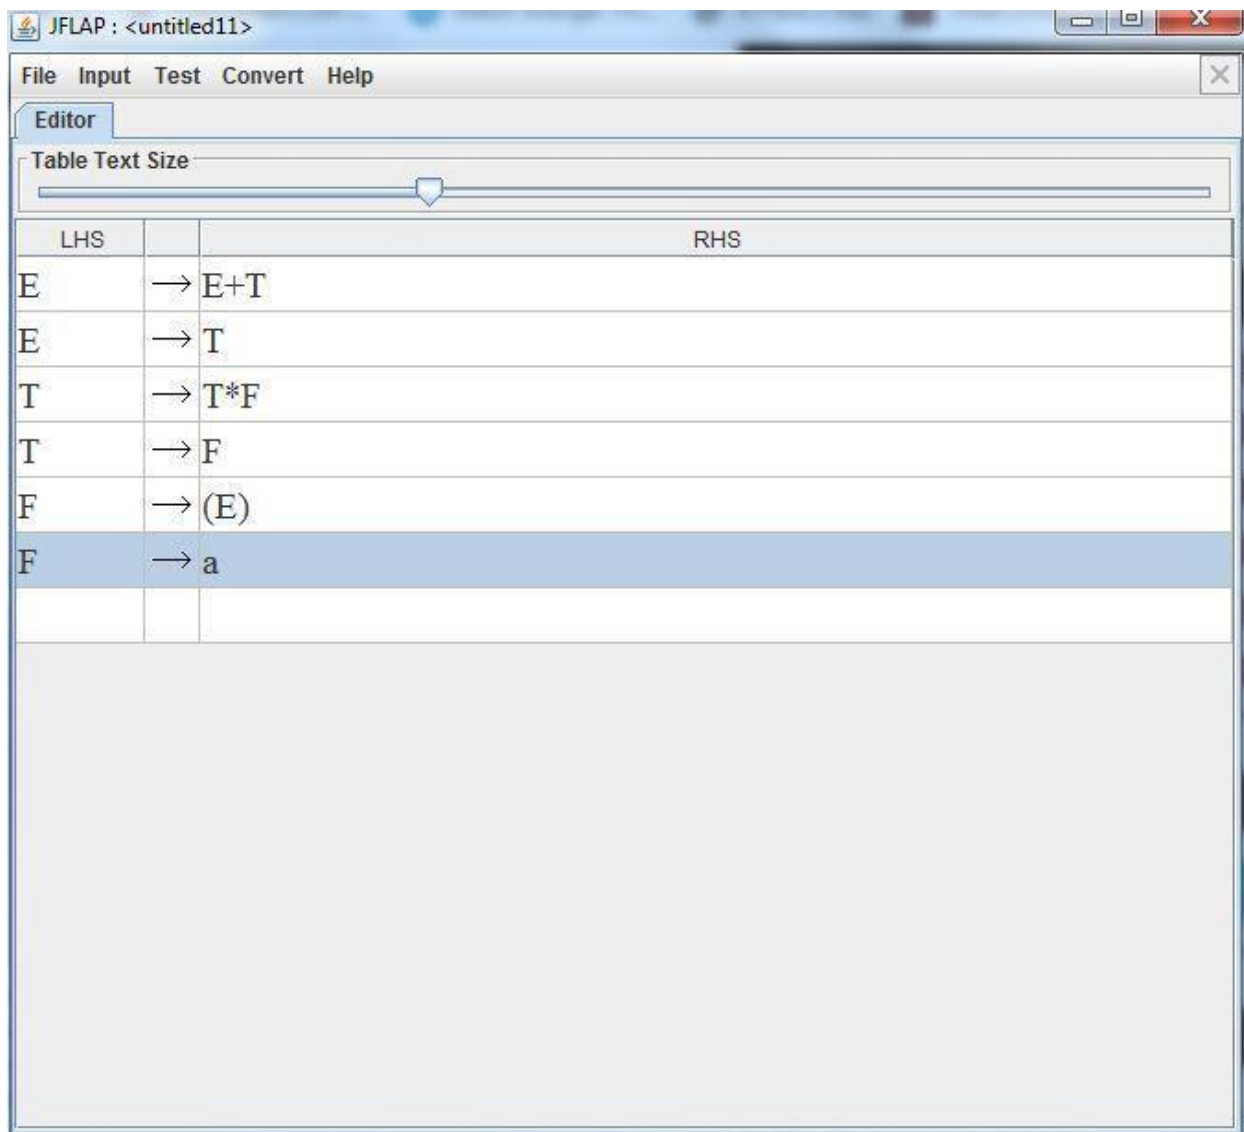 JFLAP : <untitled11>
File Input Test Convert Help
Editor
Table Text Size
LHS RHS
E → E+T
E → T
T → T*F
T → F
F → (E)
F → a